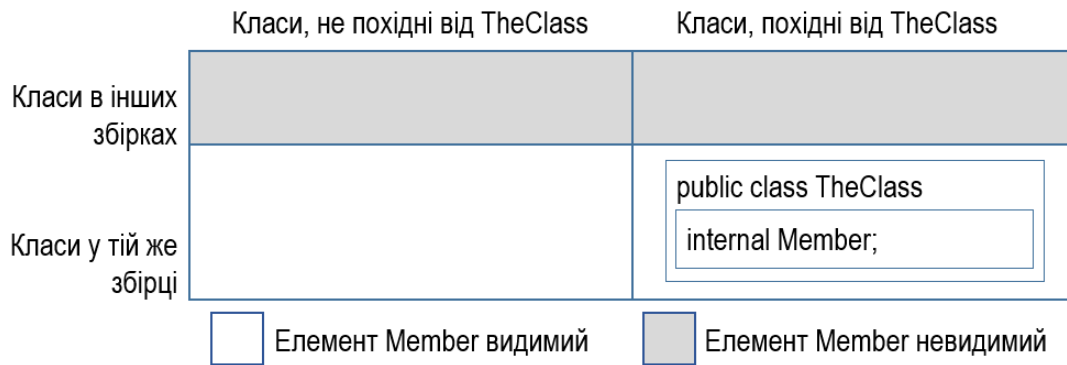 Класи, не похідні від TheClass
Класи, похідні від TheClass
Класи в інших
збірках
public class TheClass
internal Member;
Класи у тій же
збірці
Елемент Member видимий
Елемент Member невидимий